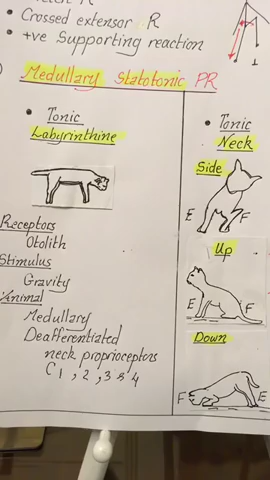 • Crossed extensor R
• +ve Supporting reaction
Medullary Statotonic PR
• Tonic
Labyrinthine
Receptors
Otolith
Stimulus
Gravity
Animal
Medullary
Deafferentiated
neck proprioceptors
C1, 2, 3 & 4
• Tonic
Neck
Side
E F
Up
E F
Down
F E